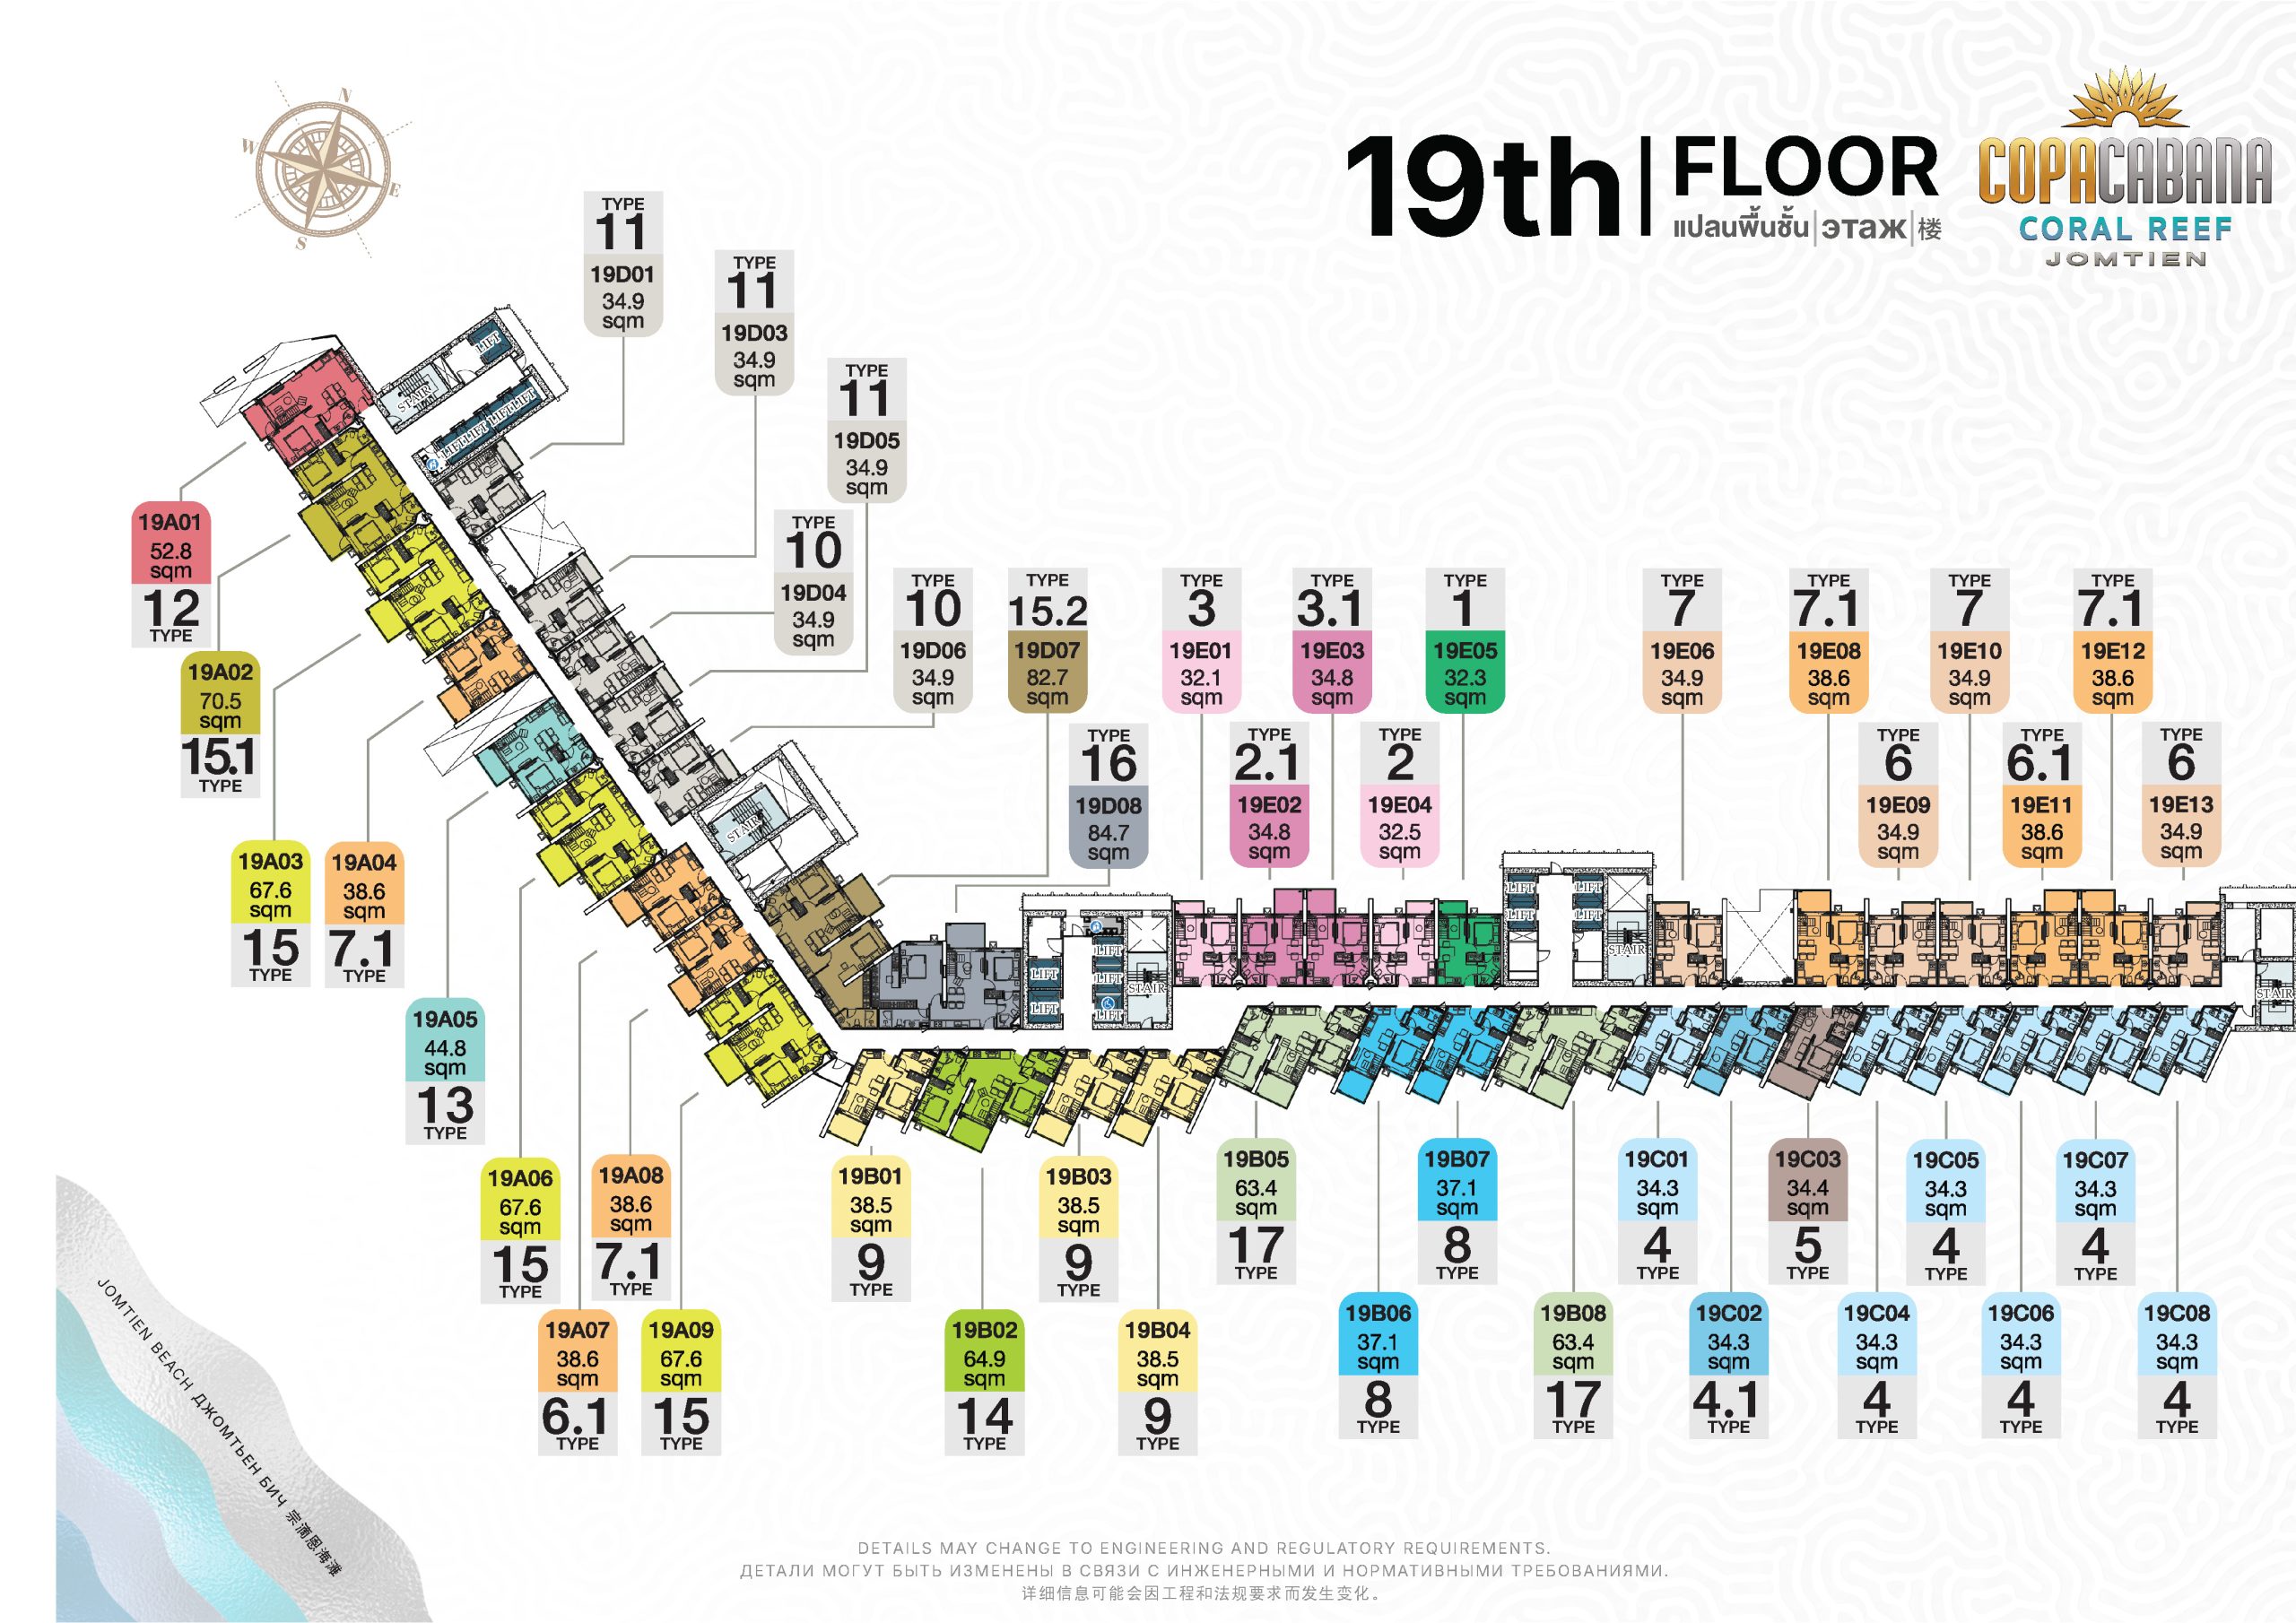 19th
FLOOR
แปลนพื้นชั้น | этаж | 楼
COPACABANA
CORAL REEF
JOMTIEN
N
W
E
S
TYPE
11
19D01
34.9
sqm
TYPE
11
19D03
34.9
sqm
TYPE
11
19D05
34.9
sqm
TYPE
10
19D04
34.9
sqm
TYPE
10
19D06
34.9
sqm
TYPE
15.2
19D07
82.7
sqm
TYPE
16
19D08
84.7
sqm
TYPE
3
19E01
32.1
sqm
TYPE
2.1
19E02
34.8
sqm
TYPE
3.1
19E03
34.8
sqm
TYPE
2
19E04
32.5
sqm
TYPE
1
19E05
32.3
sqm
TYPE
7
19E06
34.9
sqm
TYPE
7.1
19E08
38.6
sqm
TYPE
6
19E09
34.9
sqm
TYPE
7
19E10
34.9
sqm
TYPE
6.1
19E11
38.6
sqm
TYPE
7.1
19E12
38.6
sqm
TYPE
6
19E13
34.9
sqm
LIFT
STAIR
LIFT
LIFT
LIFT
LIFT
STAIR
LIFT
LIFT
LIFT
LIFT
LIFT
STAIR
LIFT
LIFT
LIFT
LIFT
STAIR
STAIR
19A01
52.8
sqm
12
TYPE
19A02
70.5
sqm
15.1
TYPE
19A03
67.6
sqm
15
TYPE
19A04
38.6
sqm
7.1
TYPE
19A05
44.8
sqm
13
TYPE
19A06
67.6
sqm
15
TYPE
19A07
38.6
sqm
6.1
TYPE
19A08
38.6
sqm
7.1
TYPE
19A09
67.6
sqm
15
TYPE
19B01
38.5
sqm
9
TYPE
19B02
64.9
sqm
14
TYPE
19B03
38.5
sqm
9
TYPE
19B04
38.5
sqm
9
TYPE
19B05
63.4
sqm
17
TYPE
19B06
37.1
sqm
8
TYPE
19B07
37.1
sqm
8
TYPE
19B08
63.4
sqm
17
TYPE
19C01
34.3
sqm
4
TYPE
19C02
34.3
sqm
4.1
TYPE
19C03
34.4
sqm
5
TYPE
19C04
34.3
sqm
4
TYPE
19C05
34.3
sqm
4
TYPE
19C06
34.3
sqm
4
TYPE
19C07
34.3
sqm
4
TYPE
19C08
34.3
sqm
4
TYPE
JOMTIEN BEACH ДЖОМТЬЕН БИЧ 宗滴恩海滩
DETAILS MAY CHANGE TO ENGINEERING AND REGULATORY REQUIREMENTS.
ДЕТАЛИ МОГУТ БЫТЬ ИЗМЕНЕНЫ В СВЯЗИ С ИНЖЕНЕРНЫМИ И НОРМАТИВНЫМИ ТРЕБОВАНИЯМИ.
详细信息可能会因工程和法规要求而发生变化。